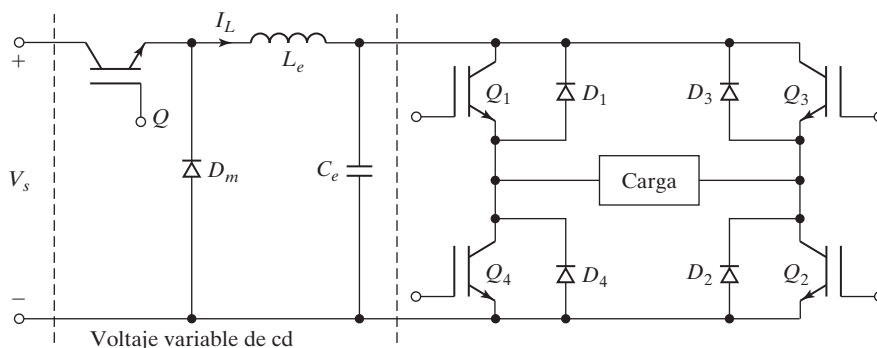 I_L
L_e
+
Q
Q_1
D_1
D_3
Q_3
V_s
D_m
C_e
Carga
Q_4
D_4
D_2
Q_2
−
Voltaje variable de cd